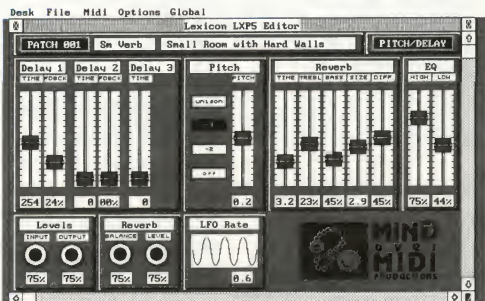 Desk File Midi Options Global
Lexicon LXP5 Editor
PATCH 001 Sm Verb Small Room with Hard Walls PITCH/DELAY
Delay 1 Delay 2 Delay 3 Pitch Reverb EQ
TIME FDBCK TIME FDBCK TIME PITCH TIME TREBL BASS SIZE DIFF HIGH LOW
unison
-2
off
254 24% 0 00% 0 0.2 3.2 23% 45% 2.9 45% 75% 44%
Levels Reverb LFO Rate
INPUT OUTPUT BALANCE LEVEL
75% 75% 75% 75% 0.6
MIND
over
MIDI
PRODUCTIONS